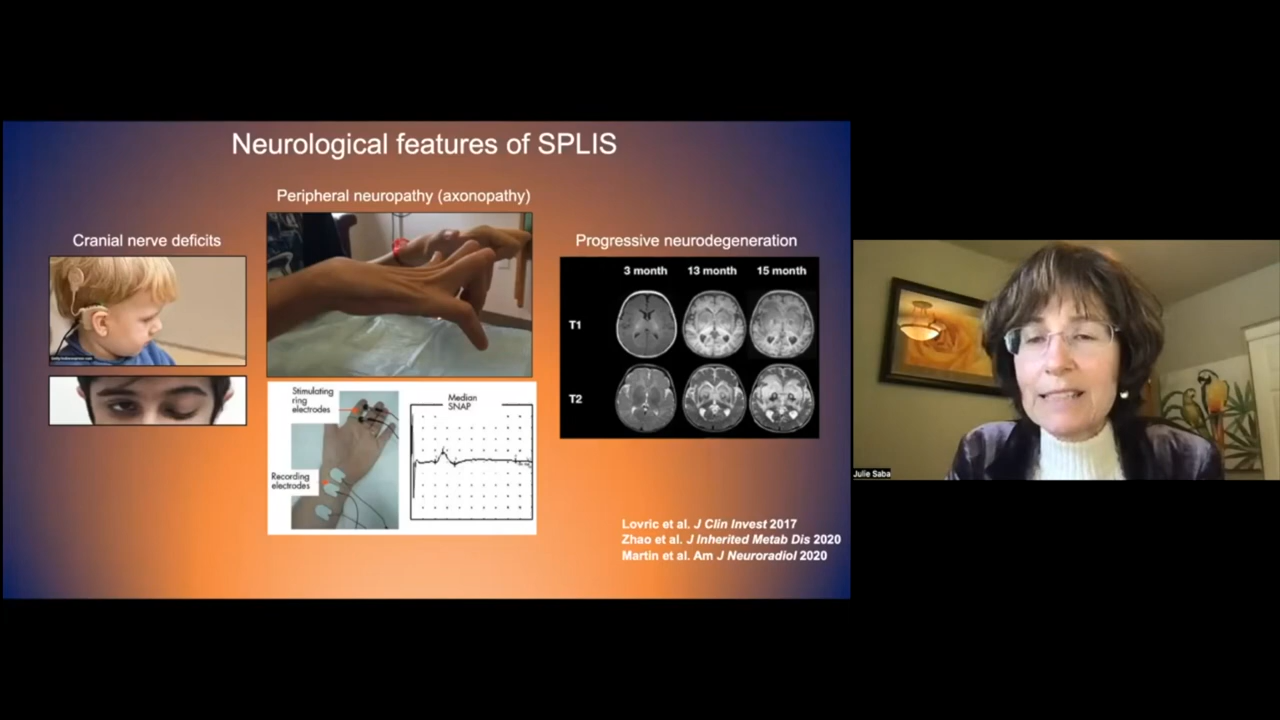 Neurological features of SPLIS
Peripheral neuropathy (axonopathy)
Cranial nerve deficits
Progressive neurodegeneration
3 month 13 month 15 month
T1
T2
Stimulating
ring
electrodes
Median
SNAP
Recording
electrodes
Lovric et al. J Clin Invest 2017
Zhao et al. J Inherited Metab Dis 2020
Martin et al. Am J Neuroradiol 2020
Julie Saba